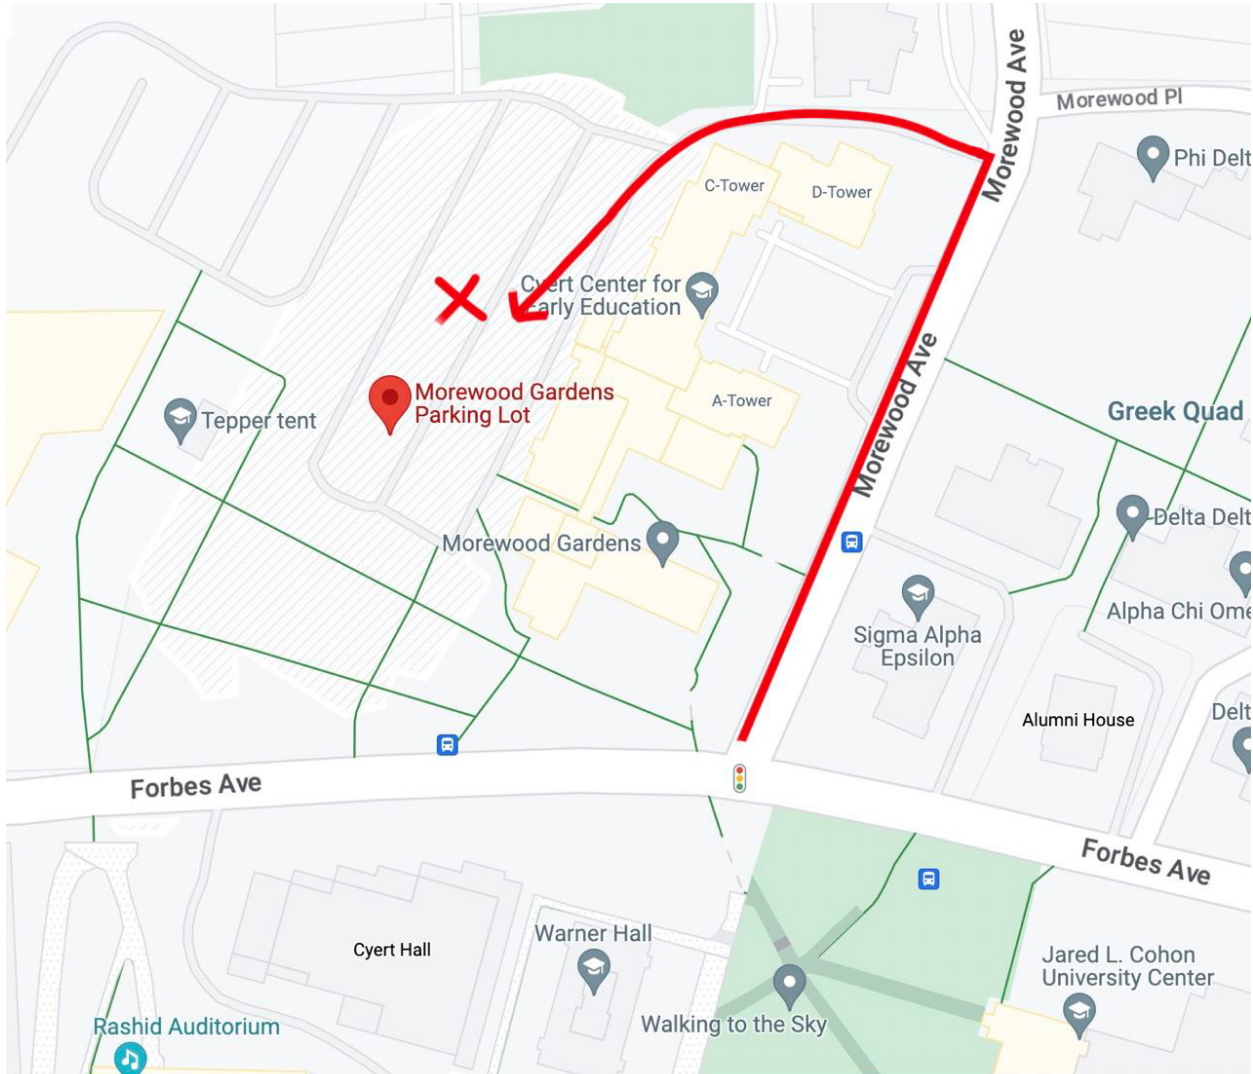 Morewood Ave
Morewood Pl
Phi Delt
C-Tower
D-Tower
Morewood Ave
Cyert Center for
Early Education
Morewood Gardens
Parking Lot
A-Tower
Tepper tent
Greek Quad
Morewood Gardens
Delta Delt
Sigma Alpha
Epsilon
Alpha Chi Ome
Alumni House
Delt
Forbes Ave
Forbes Ave
Cyert Hall
Warner Hall
Jared L. Cohon
University Center
Walking to the Sky
Rashid Auditorium